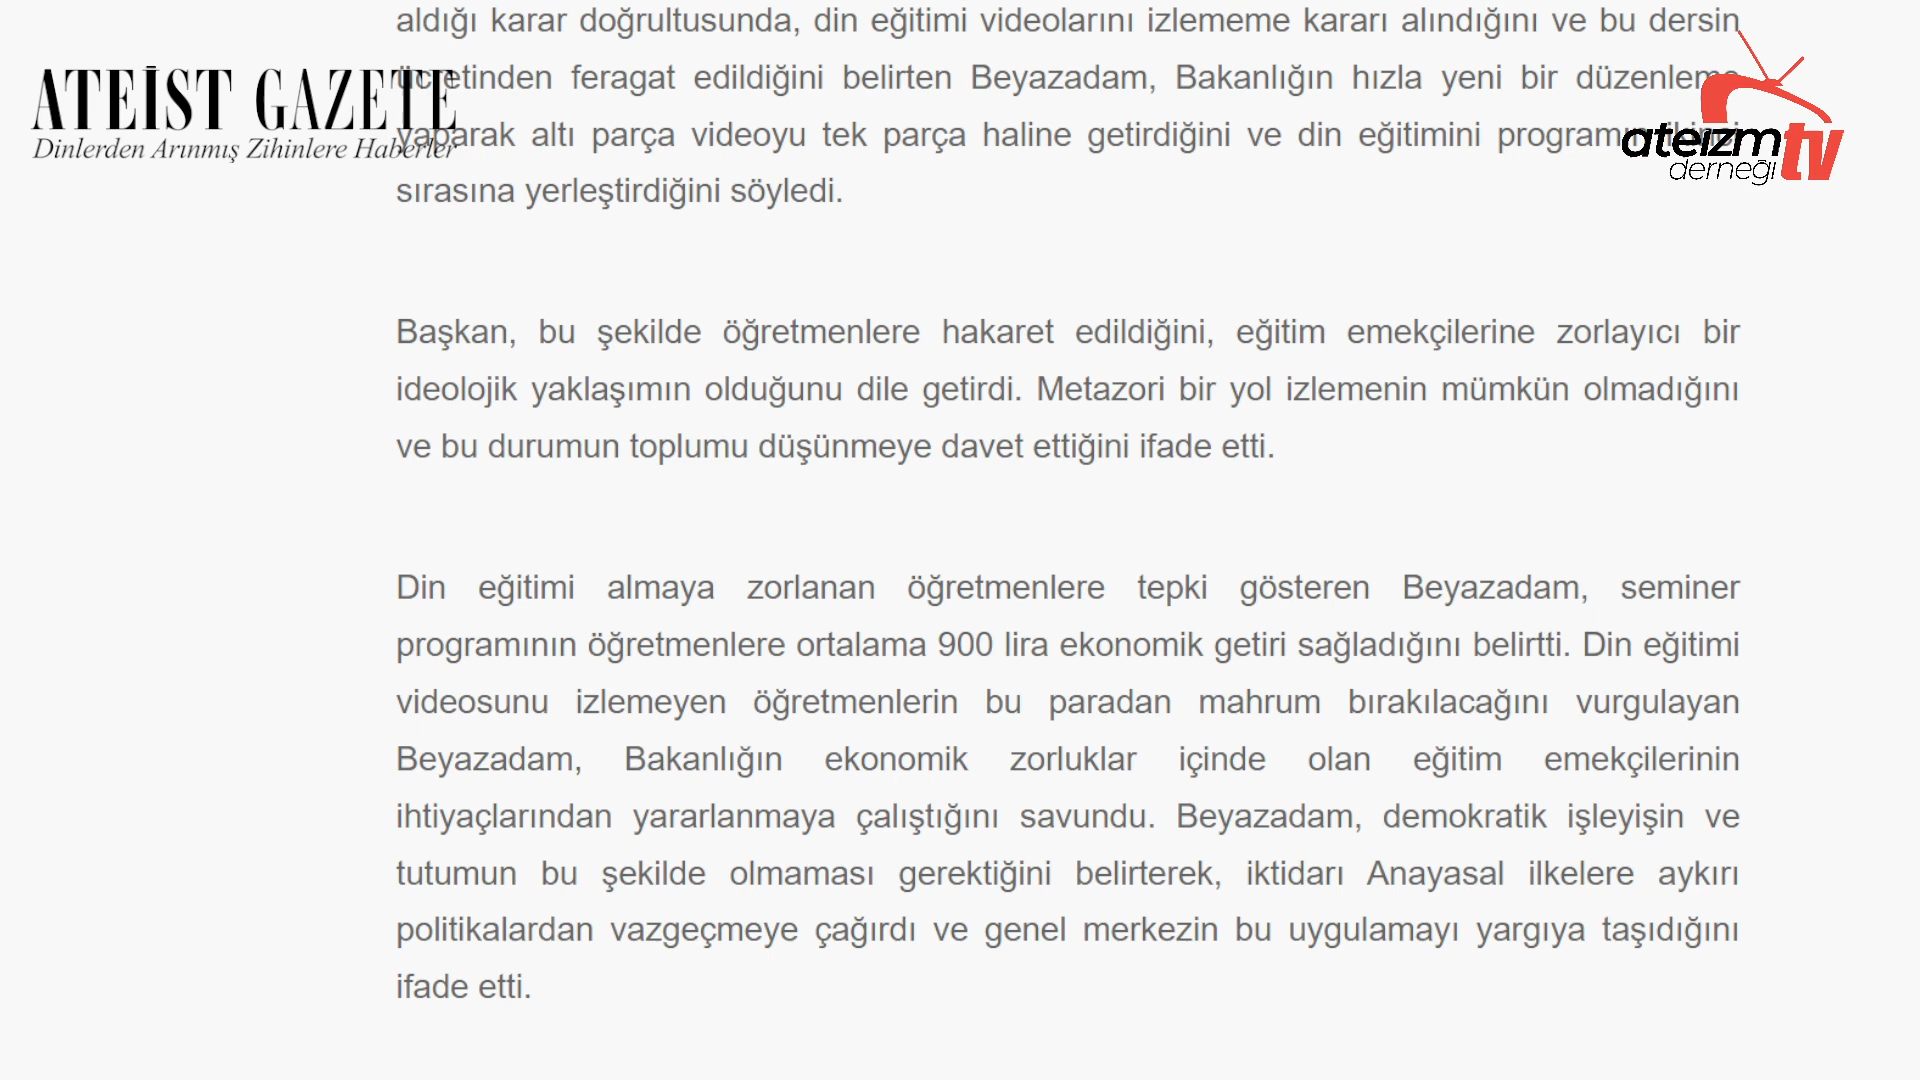 aldığı karar doğrultusunda, din eğitimi videolarını izlememe kararı alındığını ve bu dersin
ATEİST GAZETE
Dinlerden Arınmış Zihinlere Haberler
ateizm tv
derneği
ücretinden feragat edildiğini belirten Beyazadam, Bakanlığın hızla yeni bir düzenleme
yaparak altı parça videoyu tek parça haline getirdiğini ve din eğitimini programın ikinci
sırasına yerleştirdiğini söyledi.
Başkan, bu şekilde öğretmenlere hakaret edildiğini, eğitim emekçilerine zorlayıcı bir
ideolojik yaklaşımın olduğunu dile getirdi. Metazori bir yol izlemenin mümkün olmadığını
ve bu durumun toplumu düşünmeye davet ettiğini ifade etti.
Din eğitimi almaya zorlanan öğretmenlere tepki gösteren Beyazadam, seminer
programının öğretmenlere ortalama 900 lira ekonomik getiri sağladığını belirtti. Din eğitimi
videosunu izlemeyen öğretmenlerin bu paradan mahrum bırakılacağını vurgulayan
Beyazadam, Bakanlığın ekonomik zorluklar içinde olan eğitim emekçilerinin
ihtiyaçlarından yararlanmaya çalıştığını savundu. Beyazadam, demokratik işleyişin ve
tutumun bu şekilde olmaması gerektiğini belirterek, iktidarı Anayasal ilkelere aykırı
politikalardan vazgeçmeye çağırdı ve genel merkezin bu uygulamayı yargıya taşıdığını
ifade etti.